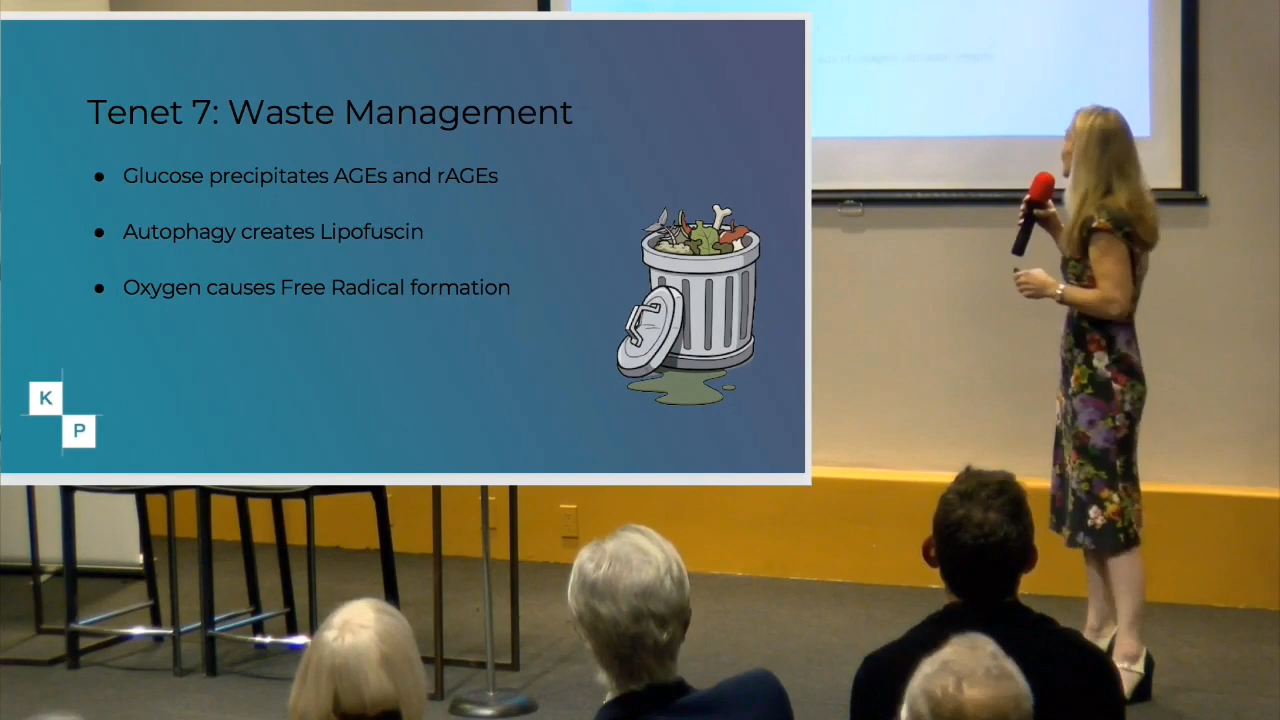 Tenet 7: Waste Management
● Glucose precipitates AGEs and rAGEs
● Autophagy creates Lipofuscin
● Oxygen causes Free Radical formation
K
P